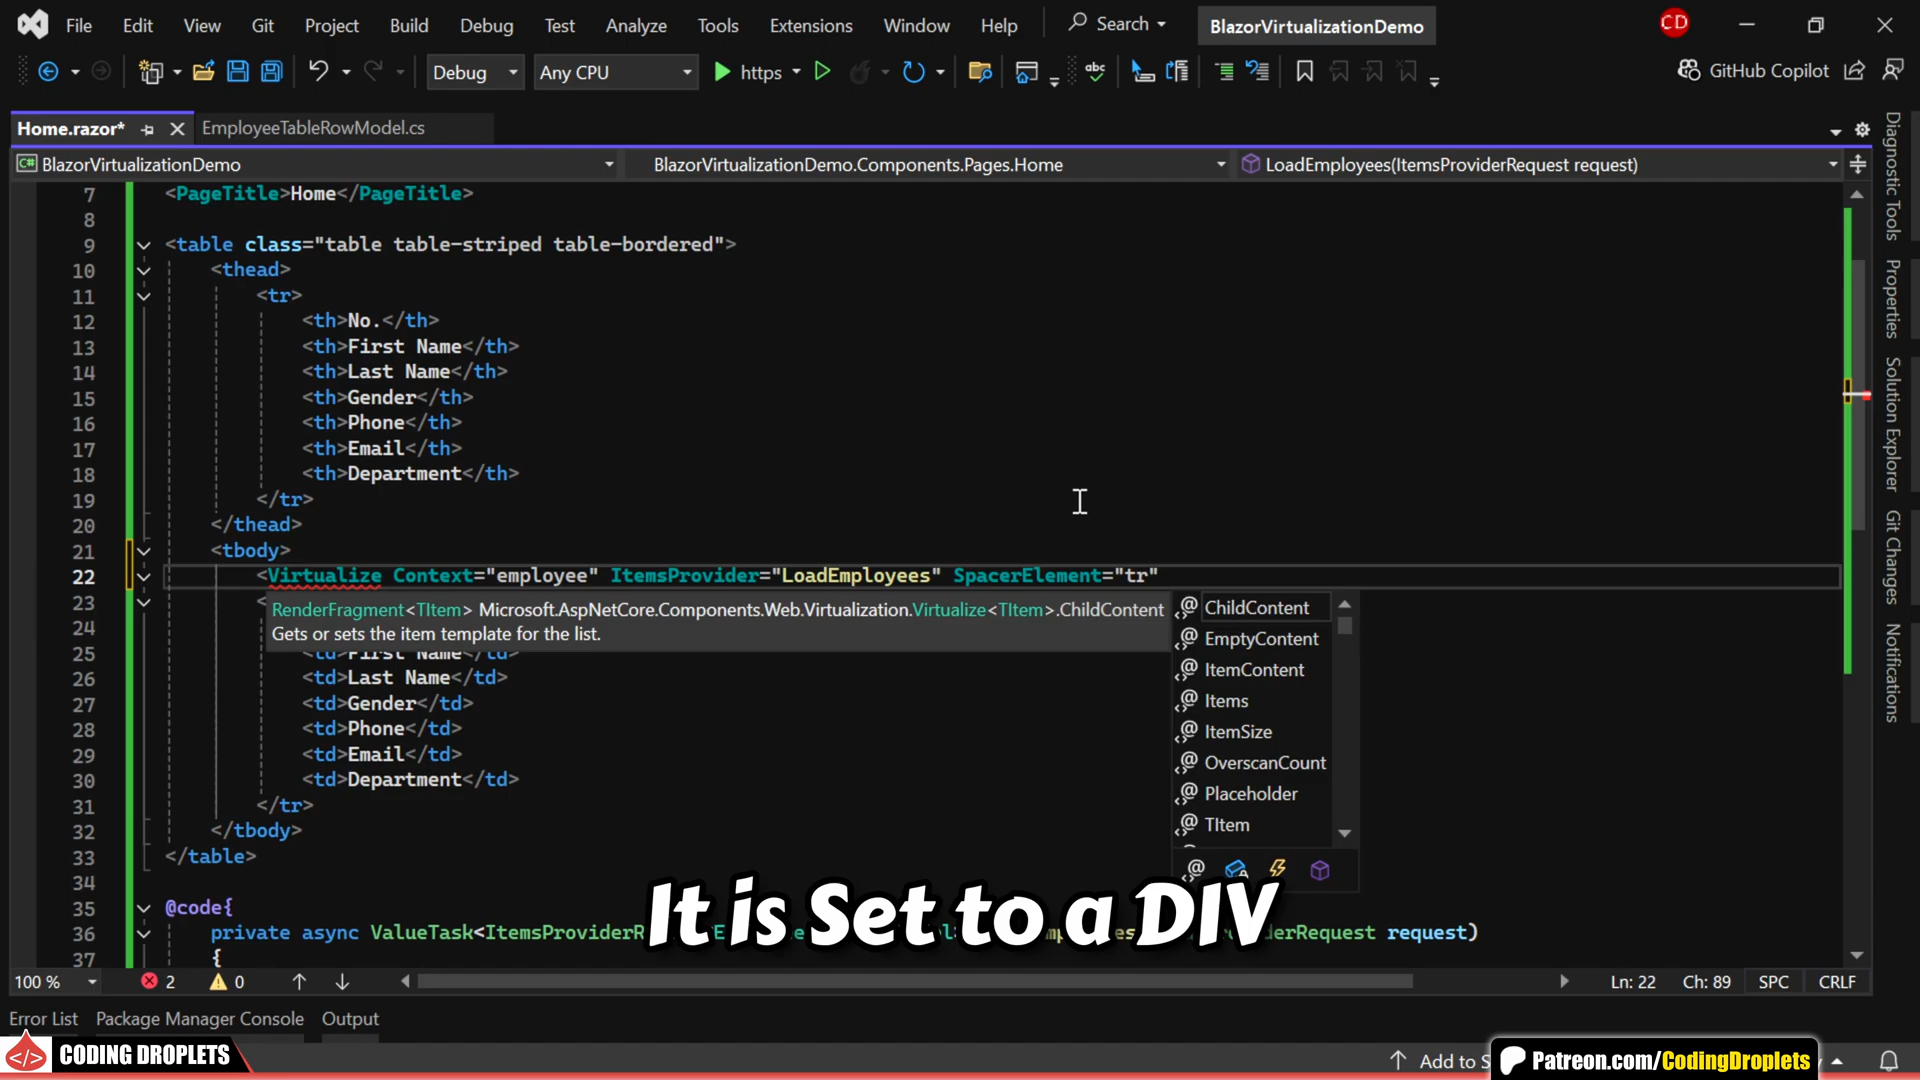 File Edit View Git Project Build Debug Test Analyze Tools Extensions Window Help Search BlazorVirtualizationDemo CD
Debug Any CPU https abc GitHub Copilot
Home.razor* EmployeeTableRowModel.cs
C# BlazorVirtualizationDemo BlazorVirtualizationDemo.Components.Pages.Home LoadEmployees(ItemsProviderRequest request)
7 <PageTitle>Home</PageTitle>
8
9 <table class="table table-striped table-bordered">
10 <thead>
11 <tr>
12 <th>No.</th>
13 <th>First Name</th>
14 <th>Last Name</th>
15 <th>Gender</th>
16 <th>Phone</th>
17 <th>Email</th>
18 <th>Department</th>
19 </tr>
20 </thead>
21 <tbody>
22 <Virtualize Context="employee" ItemsProvider="LoadEmployees" SpacerElement="tr"
23 <
RenderFragment<TItem> Microsoft.AspNetCore.Components.Web.Virtualization.Virtualize<TItem>.ChildContent
Gets or sets the item template for the list.
24
25 <td>First Name</td>
26 <td>Last Name</td>
27 <td>Gender</td>
28 <td>Phone</td>
29 <td>Email</td>
30 <td>Department</td>
31 </tr>
32 </tbody>
33 </table>
34
35 @code{
36 private async ValueTask<ItemsProviderR request)
37 {
ChildContent
EmptyContent
ItemContent
Items
ItemSize
OverscanCount
Placeholder
TItem
It is Set to a DIV
100 % 2 0 Ln: 22 Ch: 89 SPC CRLF
Error List Package Manager Console Output
CODING DROPLETS
Add to S
Patreon.com/CodingDroplets
Diagnostic Tools
Properties
Solution Explorer
Git Changes
Notifications